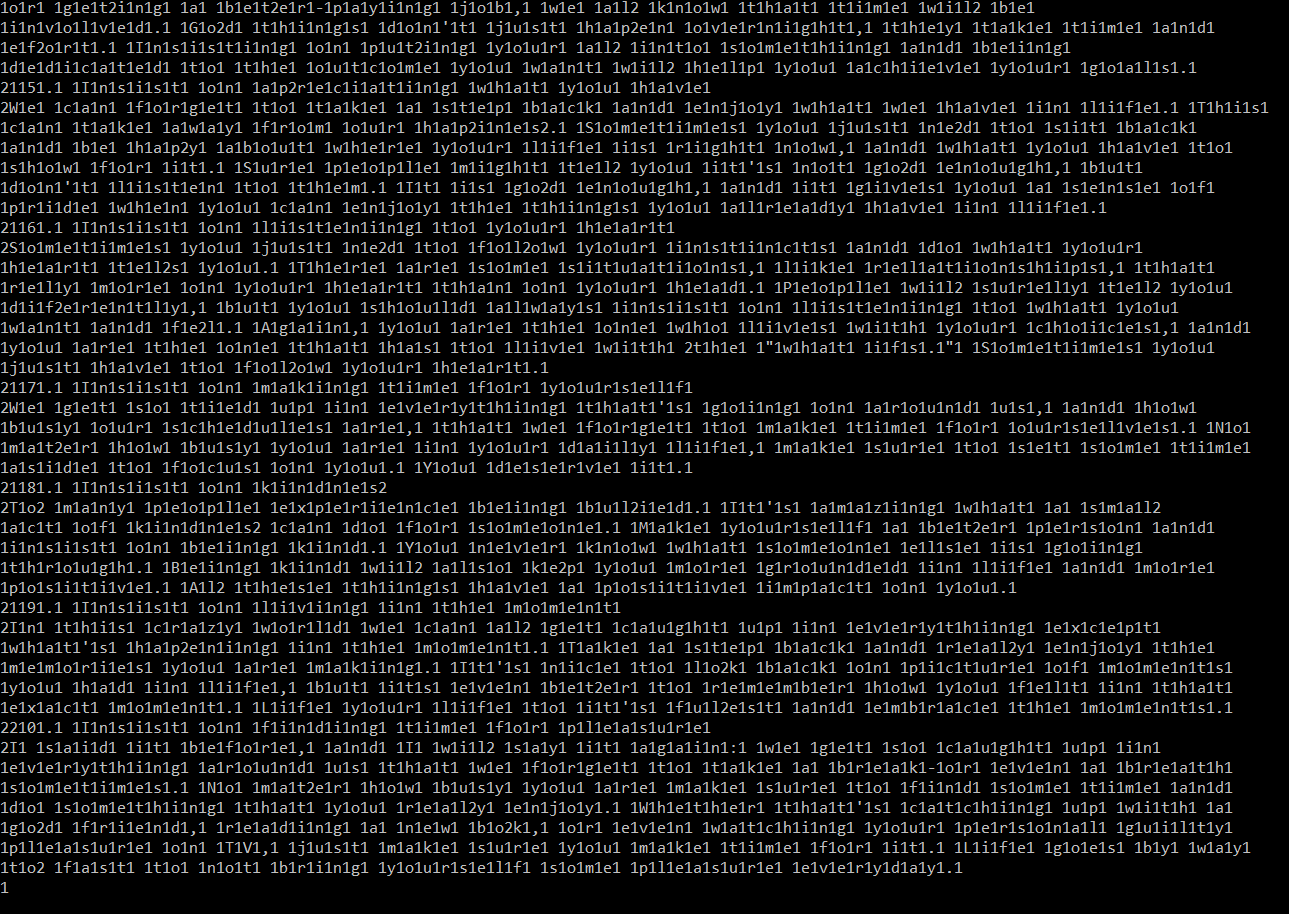 1o1r1 1g1e1t2i1n1g1 1a1 1b1e1t2e1r1-1p1a1y1i1n1g1 1j1o1b1,1 1w1e1 1a1l2 1k1n1o1w1 1t1h1a1t1 1t1i1m1e1 1w1i1l2 1b1e1
1i1n1v1o1l1v1e1d1.1 1G1o2d1 1t1h1i1n1g1s1 1d1o1n1'1t1 1j1u1s1t1 1h1a1p2e1n1 1o1v1e1r1n1i1g1h1t1,1 1t1h1e1y1 1t1a1k1e1 1t1i1m1e1 1a1n1d1
1e1f2o1r1t1.1 1I1n1s1i1s1t1i1n1g1 1o1n1 1p1u1t2i1n1g1 1y1o1u1r1 1a1l2 1i1n1t1o1 1s1o1m1e1t1h1i1n1g1 1a1n1d1 1b1e1i1n1g1
1d1e1d1i1c1a1t1e1d1 1t1o1 1t1h1e1 1o1u1t1c1o1m1e1 1y1o1u1 1w1a1n1t1 1w1i1l2 1h1e1l1p1 1y1o1u1 1a1c1h1i1e1v1e1 1y1o1u1r1 1g1o1a1l1s1.1
21151.1 1I1n1s1i1s1t1 1o1n1 1a1p2r1e1c1i1a1t1i1n1g1 1w1h1a1t1 1y1o1u1 1h1a1v1e1
2W1e1 1c1a1n1 1f1o1r1g1e1t1 1t1o1 1t1a1k1e1 1a1 1s1t1e1p1 1b1a1c1k1 1a1n1d1 1e1n1j1o1y1 1w1h1a1t1 1w1e1 1h1a1v1e1 1i1n1 1l1i1f1e1.1 1T1h1i1s1
1c1a1n1 1t1a1k1e1 1a1w1a1y1 1f1r1o1m1 1o1u1r1 1h1a1p2i1n1e1s2.1 1S1o1m1e1t1i1m1e1s1 1y1o1u1 1j1u1s1t1 1n1e2d1 1t1o1 1s1i1t1 1b1a1c1k1
1a1n1d1 1b1e1 1h1a1p2y1 1a1b1o1u1t1 1w1h1e1r1e1 1y1o1u1r1 1l1i1f1e1 1i1s1 1r1i1g1h1t1 1n1o1w1,1 1a1n1d1 1w1h1a1t1 1y1o1u1 1h1a1v1e1 1t1o1
1s1h1o1w1 1f1o1r1 1i1t1.1 1S1u1r1e1 1p1e1o1p1l1e1 1m1i1g1h1t1 1t1e1l2 1y1o1u1 1i1t1'1s1 1n1o1t1 1g1o2d1 1e1n1o1u1g1h1,1 1b1u1t1
1d1o1n1'1t1 1l1i1s1t1e1n1 1t1o1 1t1h1e1m1.1 1I1t1 1i1s1 1g1o2d1 1e1n1o1u1g1h1,1 1a1n1d1 1i1t1 1g1i1v1e1s1 1y1o1u1 1a1 1s1e1n1s1e1 1o1f1
1p1r1i1d1e1 1w1h1e1n1 1y1o1u1 1c1a1n1 1e1n1j1o1y1 1t1h1e1 1t1h1i1n1g1s1 1y1o1u1 1a1l1r1e1a1d1y1 1h1a1v1e1 1i1n1 1l1i1f1e1.1
21161.1 1I1n1s1i1s1t1 1o1n1 1l1i1s1t1e1n1i1n1g1 1t1o1 1y1o1u1r1 1h1e1a1r1t1
2S1o1m1e1t1i1m1e1s1 1y1o1u1 1j1u1s1t1 1n1e2d1 1t1o1 1f1o1l2o1w1 1y1o1u1r1 1i1n1s1t1i1n1c1t1s1 1a1n1d1 1d1o1 1w1h1a1t1 1y1o1u1r1
1h1e1a1r1t1 1t1e1l2s1 1y1o1u1.1 1T1h1e1r1e1 1a1r1e1 1s1o1m1e1 1s1i1t1u1a1t1i1o1n1s1,1 1l1i1k1e1 1r1e1l1a1t1i1o1n1s1h1i1p1s1,1 1t1h1a1t1
1r1e1l1y1 1m1o1r1e1 1o1n1 1y1o1u1r1 1h1e1a1r1t1 1t1h1a1n1 1o1n1 1y1o1u1r1 1h1e1a1d1.1 1P1e1o1p1l1e1 1w1i1l2 1s1u1r1e1l1y1 1t1e1l2 1y1o1u1
1d1i1f2e1r1e1n1t1l1y1,1 1b1u1t1 1y1o1u1 1s1h1o1u1l1d1 1a1l1w1a1y1s1 1i1n1s1i1s1t1 1o1n1 1l1i1s1t1e1n1i1n1g1 1t1o1 1w1h1a1t1 1y1o1u1
1w1a1n1t1 1a1n1d1 1f1e2l1.1 1A1g1a1i1n1,1 1y1o1u1 1a1r1e1 1t1h1e1 1o1n1e1 1w1h1o1 1l1i1v1e1s1 1w1i1t1h1 1y1o1u1r1 1c1h1o1i1c1e1s1,1 1a1n1d1
1y1o1u1 1a1r1e1 1t1h1e1 1o1n1e1 1t1h1a1t1 1h1a1s1 1t1o1 1l1i1v1e1 1w1i1t1h1 2t1h1e1 1"1w1h1a1t1 1i1f1s1.1"1 1S1o1m1e1t1i1m1e1s1 1y1o1u1
1j1u1s1t1 1h1a1v1e1 1t1o1 1f1o1l2o1w1 1y1o1u1r1 1h1e1a1r1t1.1
21171.1 1I1n1s1i1s1t1 1o1n1 1m1a1k1i1n1g1 1t1i1m1e1 1f1o1r1 1y1o1u1r1s1e1l1f1
2W1e1 1g1e1t1 1s1o1 1t1i1e1d1 1u1p1 1i1n1 1e1v1e1r1y1t1h1i1n1g1 1t1h1a1t1'1s1 1g1o1i1n1g1 1o1n1 1a1r1o1u1n1d1 1u1s1,1 1a1n1d1 1h1o1w1
1b1u1s1y1 1o1u1r1 1s1c1h1e1d1u1l1e1s1 1a1r1e1,1 1t1h1a1t1 1w1e1 1f1o1r1g1e1t1 1t1o1 1m1a1k1e1 1t1i1m1e1 1f1o1r1 1o1u1r1s1e1l1v1e1s1.1 1N1o1
1m1a1t2e1r1 1h1o1w1 1b1u1s1y1 1y1o1u1 1a1r1e1 1i1n1 1y1o1u1r1 1d1a1i1l1y1 1l1i1f1e1,1 1m1a1k1e1 1s1u1r1e1 1t1o1 1s1e1t1 1s1o1m1e1 1t1i1m1e1
1a1s1i1d1e1 1t1o1 1f1o1c1u1s1 1o1n1 1y1o1u1.1 1Y1o1u1 1d1e1s1e1r1v1e1 1i1t1.1
21181.1 1I1n1s1i1s1t1 1o1n1 1k1i1n1d1n1e1s2
2T1o2 1m1a1n1y1 1p1e1o1p1l1e1 1e1x1p1e1r1i1e1n1c1e1 1b1e1i1n1g1 1b1u1l2i1e1d1.1 1I1t1'1s1 1a1m1a1z1i1n1g1 1w1h1a1t1 1a1 1s1m1a1l2
1a1c1t1 1o1f1 1k1i1n1d1n1e1s2 1c1a1n1 1d1o1 1f1o1r1 1s1o1m1e1o1n1e1.1 1M1a1k1e1 1y1o1u1r1s1e1l1f1 1a1 1b1e1t2e1r1 1p1e1r1s1o1n1 1a1n1d1
1i1n1s1i1s1t1 1o1n1 1b1e1i1n1g1 1k1i1n1d1.1 1Y1o1u1 1n1e1v1e1r1 1k1n1o1w1 1w1h1a1t1 1s1o1m1e1o1n1e1 1e1l1s1e1 1i1s1 1g1o1i1n1g1
1t1h1r1o1u1g1h1.1 1B1e1i1n1g1 1k1i1n1d1 1w1i1l2 1a1l1s1o1 1k1e2p1 1y1o1u1 1m1o1r1e1 1g1r1o1u1n1d1e1d1 1i1n1 1l1i1f1e1 1a1n1d1 1m1o1r1e1
1p1o1s1i1t1i1v1e1.1 1A1l2 1t1h1e1s1e1 1t1h1i1n1g1s1 1h1a1v1e1 1a1 1p1o1s1i1t1i1v1e1 1i1m1p1a1c1t1 1o1n1 1y1o1u1.1
21191.1 1I1n1s1i1s1t1 1o1n1 1l1i1v1i1n1g1 1i1n1 1t1h1e1 1m1o1m1e1n1t1
2I1n1 1t1h1i1s1 1c1r1a1z1y1 1w1o1r1l1d1 1w1e1 1c1a1n1 1a1l2 1g1e1t1 1c1a1u1g1h1t1 1u1p1 1i1n1 1e1v1e1r1y1t1h1i1n1g1 1e1x1c1e1p1t1
1w1h1a1t1'1s1 1h1a1p2e1n1i1n1g1 1i1n1 1t1h1e1 1m1o1m1e1n1t1.1 1T1a1k1e1 1a1 1s1t1e1p1 1b1a1c1k1 1a1n1d1 1r1e1a1l2y1 1e1n1j1o1y1 1t1h1e1
1m1e1m1o1r1i1e1s1 1y1o1u1 1a1r1e1 1m1a1k1i1n1g1.1 1I1t1'1s1 1n1i1c1e1 1t1o1 1l1o2k1 1b1a1c1k1 1o1n1 1p1i1c1t1u1r1e1 1o1f1 1m1o1m1e1n1t1s1
1y1o1u1 1h1a1d1 1i1n1 1l1i1f1e1,1 1b1u1t1 1i1t1s1 1e1v1e1n1 1b1e1t2e1r1 1t1o1 1r1e1m1e1m1b1e1r1 1h1o1w1 1y1o1u1 1f1e1l1t1 1i1n1 1t1h1a1t1
1e1x1a1c1t1 1m1o1m1e1n1t1.1 1L1i1f1e1 1y1o1u1r1 1l1i1f1e1 1t1o1 1i1t1'1s1 1f1u1l2e1s1t1 1a1n1d1 1e1m1b1r1a1c1e1 1t1h1e1 1m1o1m1e1n1t1s1.1
22101.1 1I1n1s1i1s1t1 1o1n1 1f1i1n1d1i1n1g1 1t1i1m1e1 1f1o1r1 1p1l1e1a1s1u1r1e1
2I1 1s1a1i1d1 1i1t1 1b1e1f1o1r1e1,1 1a1n1d1 1I1 1w1i1l2 1s1a1y1 1i1t1 1a1g1a1i1n1:1 1w1e1 1g1e1t1 1s1o1 1c1a1u1g1h1t1 1u1p1 1i1n1
1e1v1e1r1y1t1h1i1n1g1 1a1r1o1u1n1d1 1u1s1 1t1h1a1t1 1w1e1 1f1o1r1g1e1t1 1t1o1 1t1a1k1e1 1a1 1b1r1e1a1k1-1o1r1 1e1v1e1n1 1a1 1b1r1e1a1t1h1
1s1o1m1e1t1i1m1e1s1.1 1N1o1 1m1a1t2e1r1 1h1o1w1 1b1u1s1y1 1y1o1u1 1a1r1e1 1m1a1k1e1 1s1u1r1e1 1t1o1 1f1i1n1d1 1s1o1m1e1 1t1i1m1e1 1a1n1d1
1d1o1 1s1o1m1e1t1h1i1n1g1 1t1h1a1t1 1y1o1u1 1r1e1a1l2y1 1e1n1j1o1y1.1 1W1h1e1t1h1e1r1 1t1h1a1t1'1s1 1c1a1t1c1h1i1n1g1 1u1p1 1w1i1t1h1 1a1
1g1o2d1 1f1r1i1e1n1d1,1 1r1e1a1d1i1n1g1 1a1 1n1e1w1 1b1o2k1,1 1o1r1 1e1v1e1n1 1w1a1t1c1h1i1n1g1 1y1o1u1r1 1p1e1r1s1o1n1a1l1 1g1u1i1l1t1y1
1p1l1e1a1s1u1r1e1 1o1n1 1T1V1,1 1j1u1s1t1 1m1a1k1e1 1s1u1r1e1 1y1o1u1 1m1a1k1e1 1t1i1m1e1 1f1o1r1 1i1t1.1 1L1i1f1e1 1g1o1e1s1 1b1y1 1w1a1y1
1t1o2 1f1a1s1t1 1t1o1 1n1o1t1 1b1r1i1n1g1 1y1o1u1r1s1e1l1f1 1s1o1m1e1 1p1l1e1a1s1u1r1e1 1e1v1e1r1y1d1a1y1.1
1